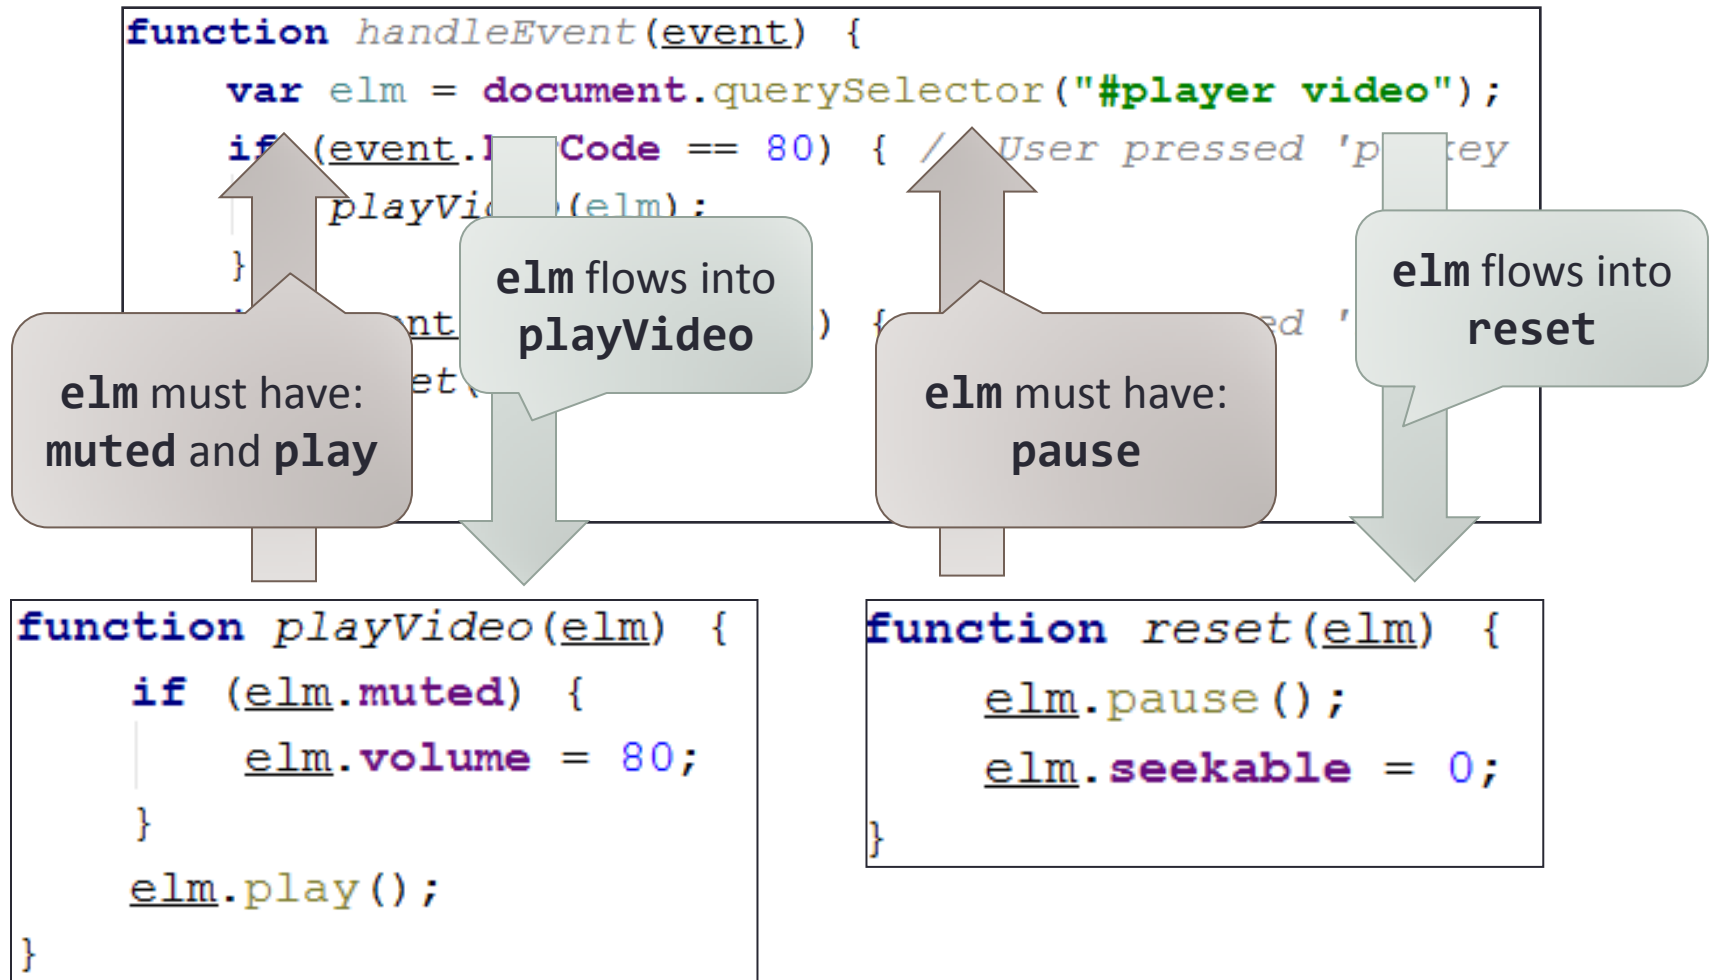 function handleEvent(event) {
var elm = document.querySelector("#player video");
if (event. Code == 80) { // User pressed 'p key
playVi (elm);
}
nt ) { ed '
et(
elm flows into
playVideo
elm flows into
reset
elm must have:
muted and play
elm must have:
pause
function playVideo(elm) {
if (elm.muted) {
elm.volume = 80;
}
elm.play();
}
function reset(elm) {
elm.pause();
elm.seekable = 0;
}